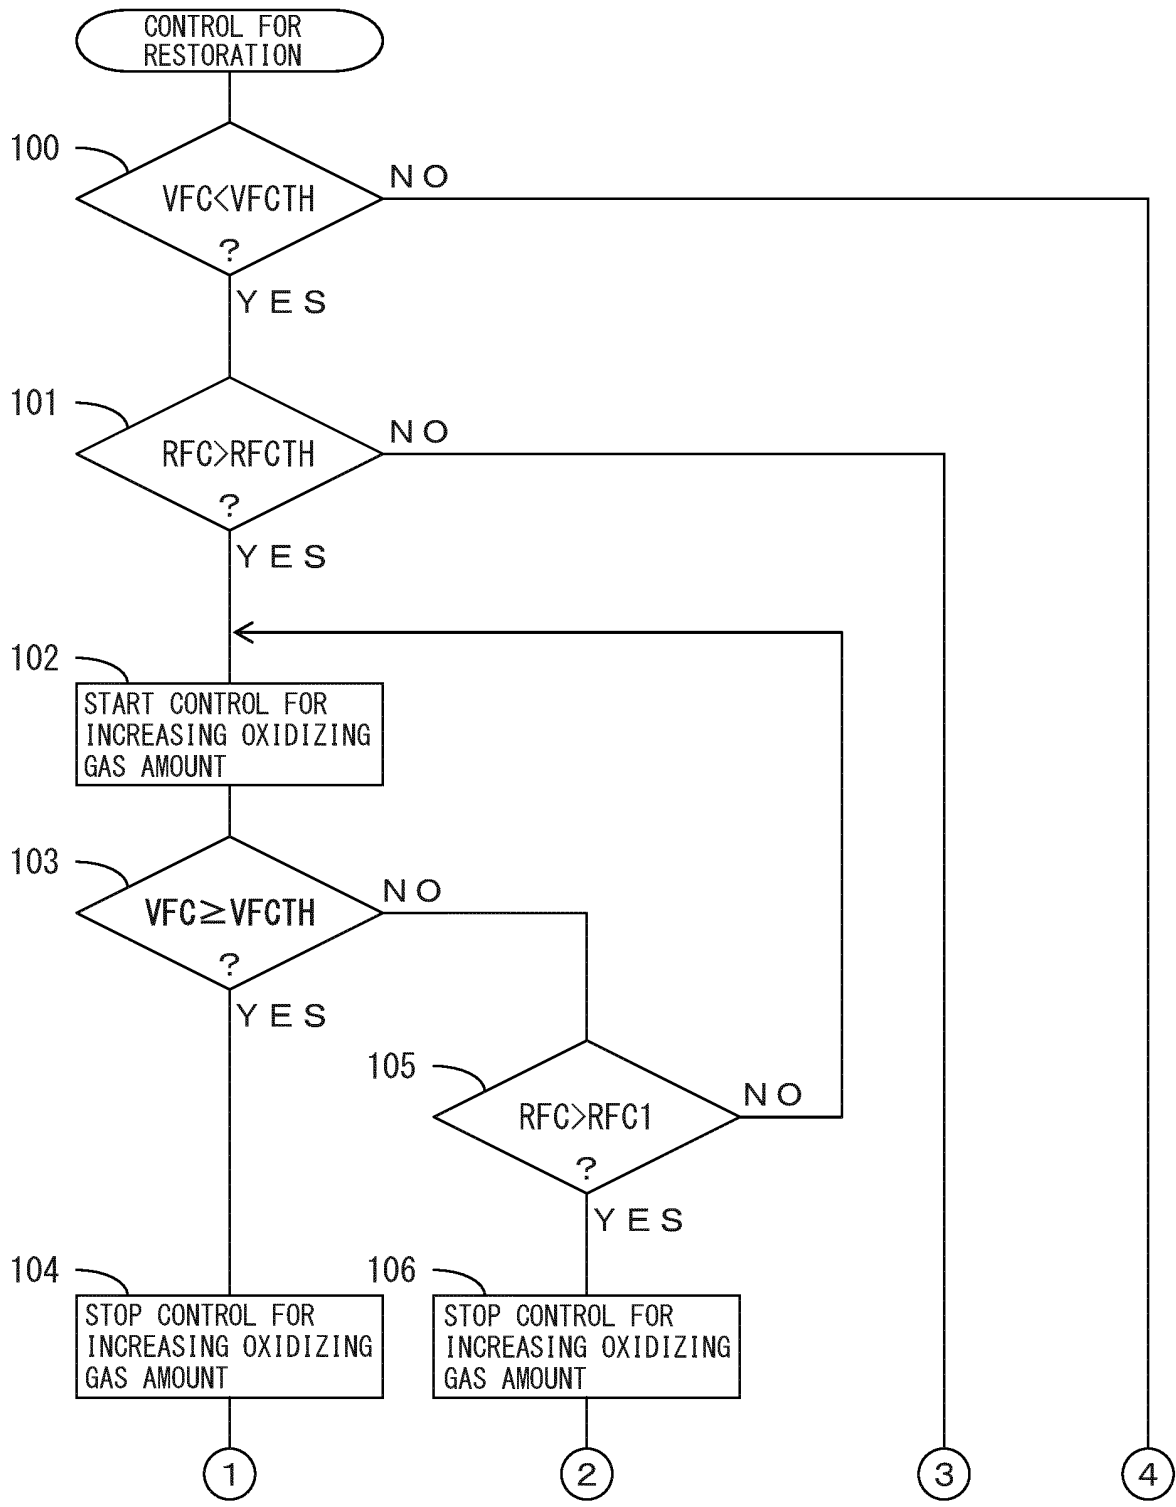 CONTROL FOR
RESTORATION
100
VFC<VFCTH
?
NO
YES
101
RFC>RFCTH
?
NO
YES
102
START CONTROL FOR
INCREASING OXIDIZING
GAS AMOUNT
103
VFC≧VFCTH
?
NO
YES
105
RFC>RFC1
?
NO
YES
104
STOP CONTROL FOR
INCREASING OXIDIZING
GAS AMOUNT
106
STOP CONTROL FOR
INCREASING OXIDIZING
GAS AMOUNT
1
2
3
4